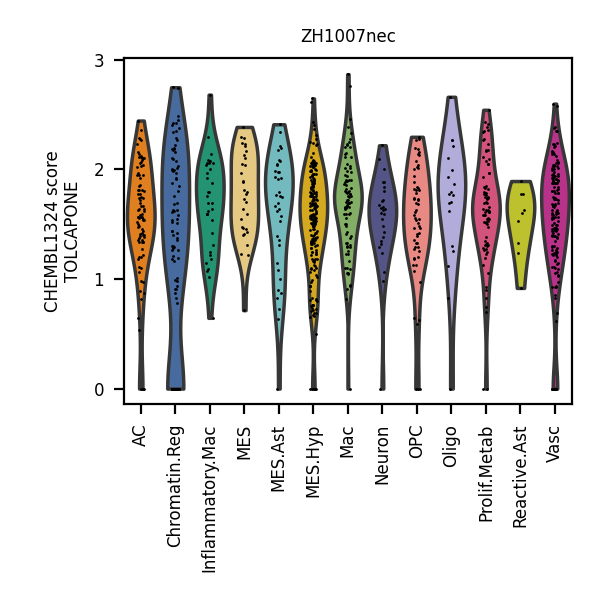 ZH1007nec
CHEMBL1324 score
TOLCAPONE
3
2
1
0
AC
Chromatin.Reg
Inflammatory.Mac
MES
MES.Ast
MES.Hyp
Mac
Neuron
OPC
Oligo
Prolif.Metab
Reactive.Ast
Vasc